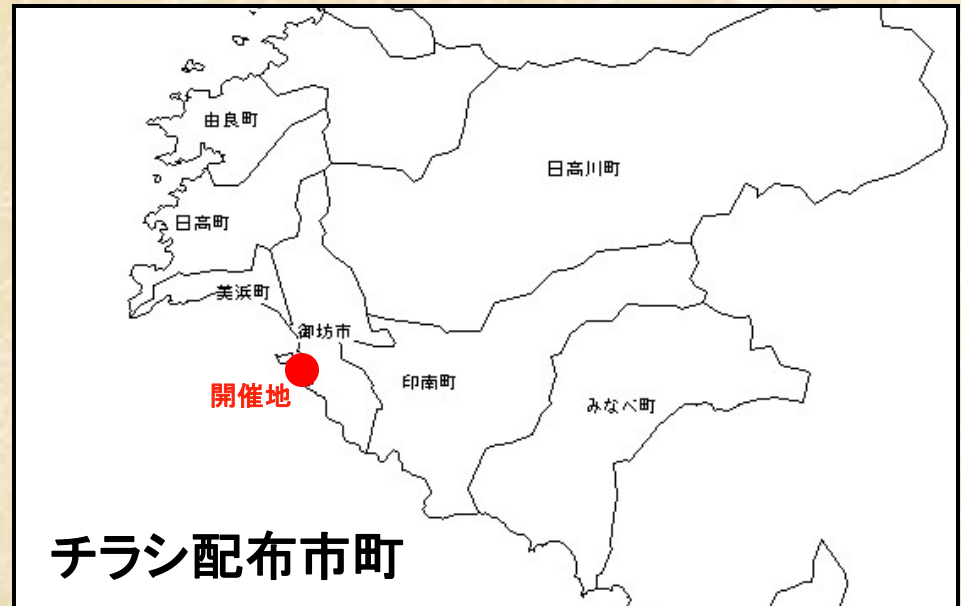 由良町
日高川町
日高町
美浜町
御坊市
印南町
開催地
みなべ町
チラシ配布市町